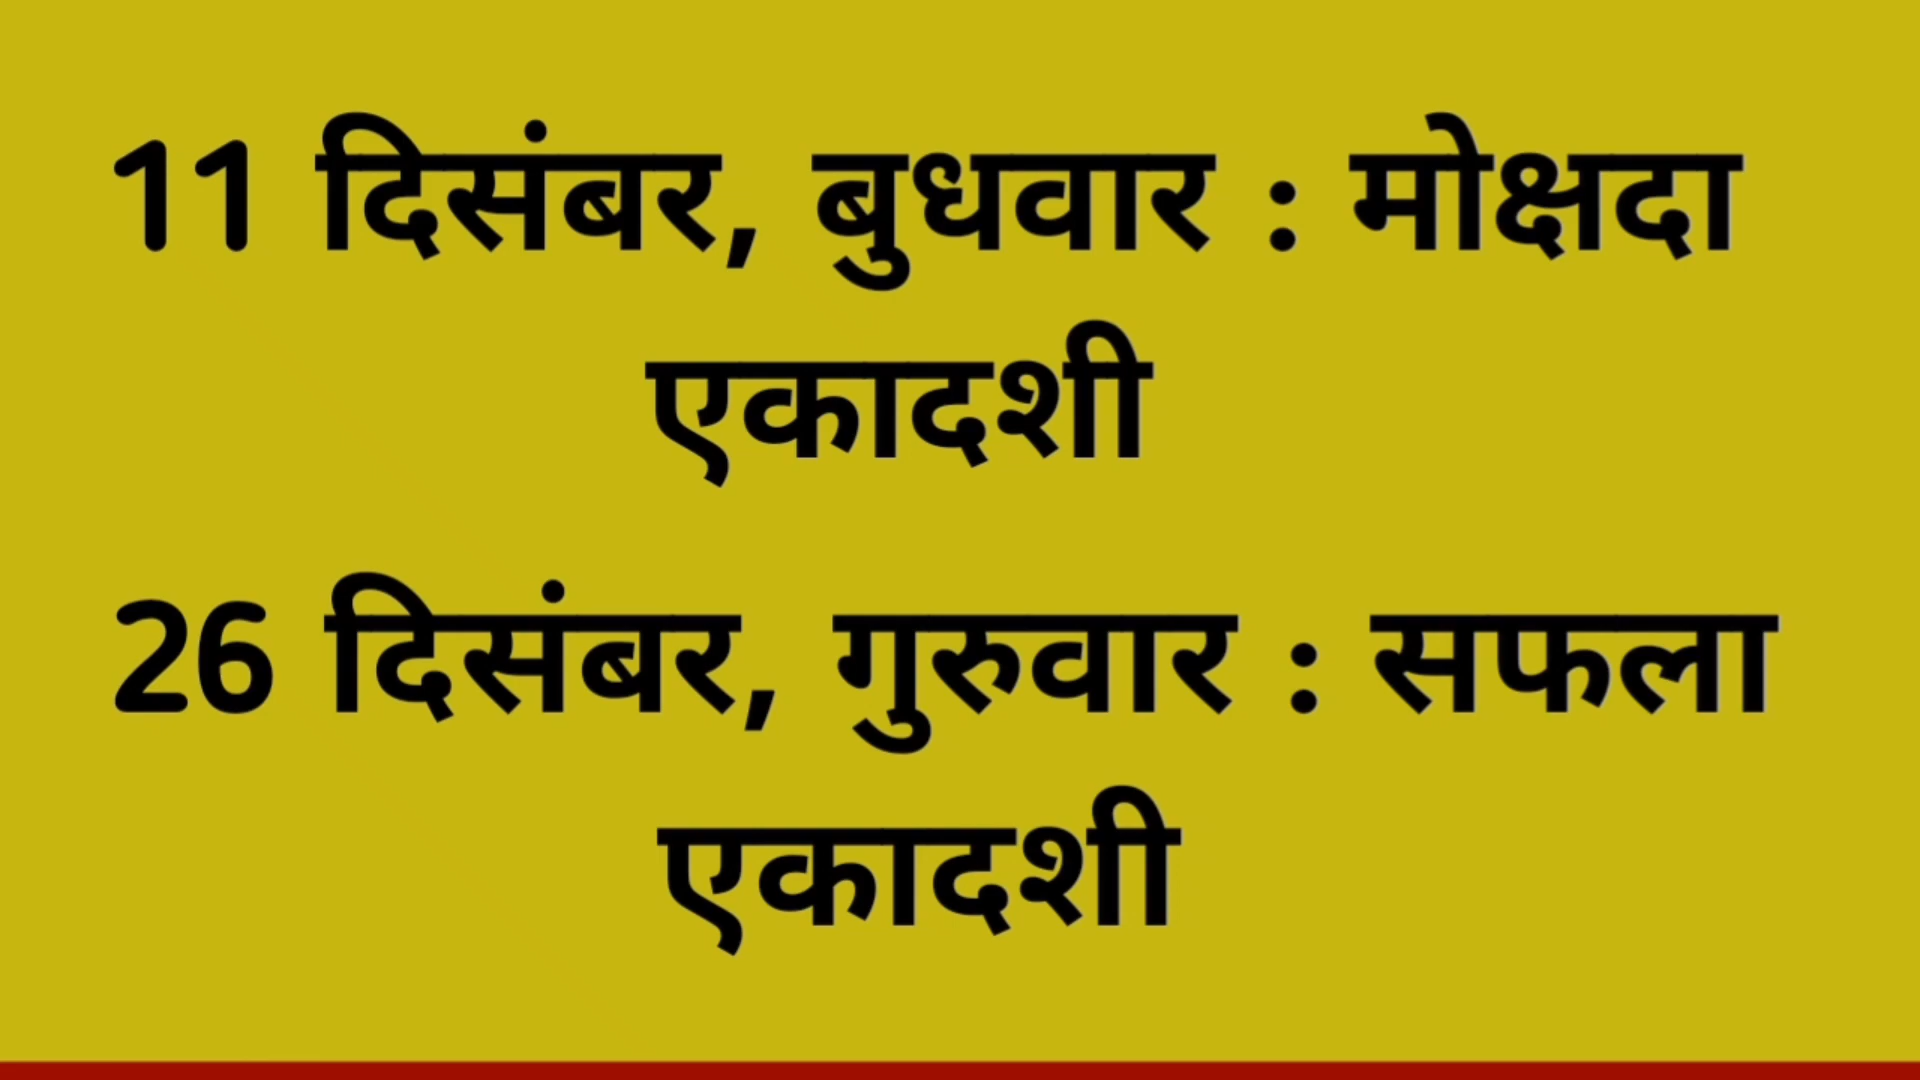 11 दिसंबर, बुधवार : मोक्षदा
एकादशी
26 दिसंबर, गुरुवार : सफला
एकादशी